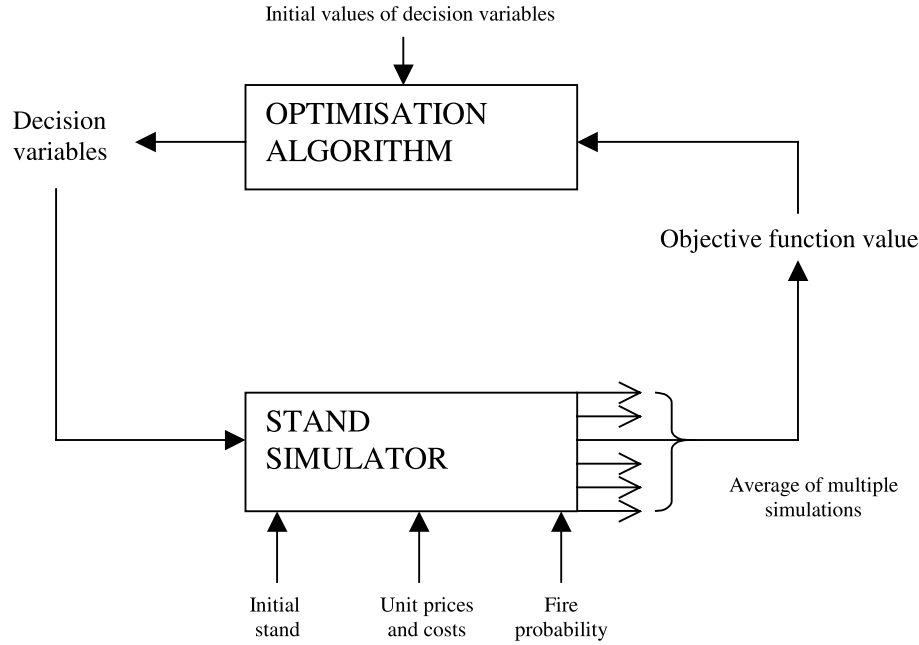 Initial values of decision variables
OPTIMISATION
ALGORITHM
Decision
variables
Objective function value
STAND
SIMULATOR
Average of multiple
simulations
Initial
stand
Unit prices
and costs
Fire
probability